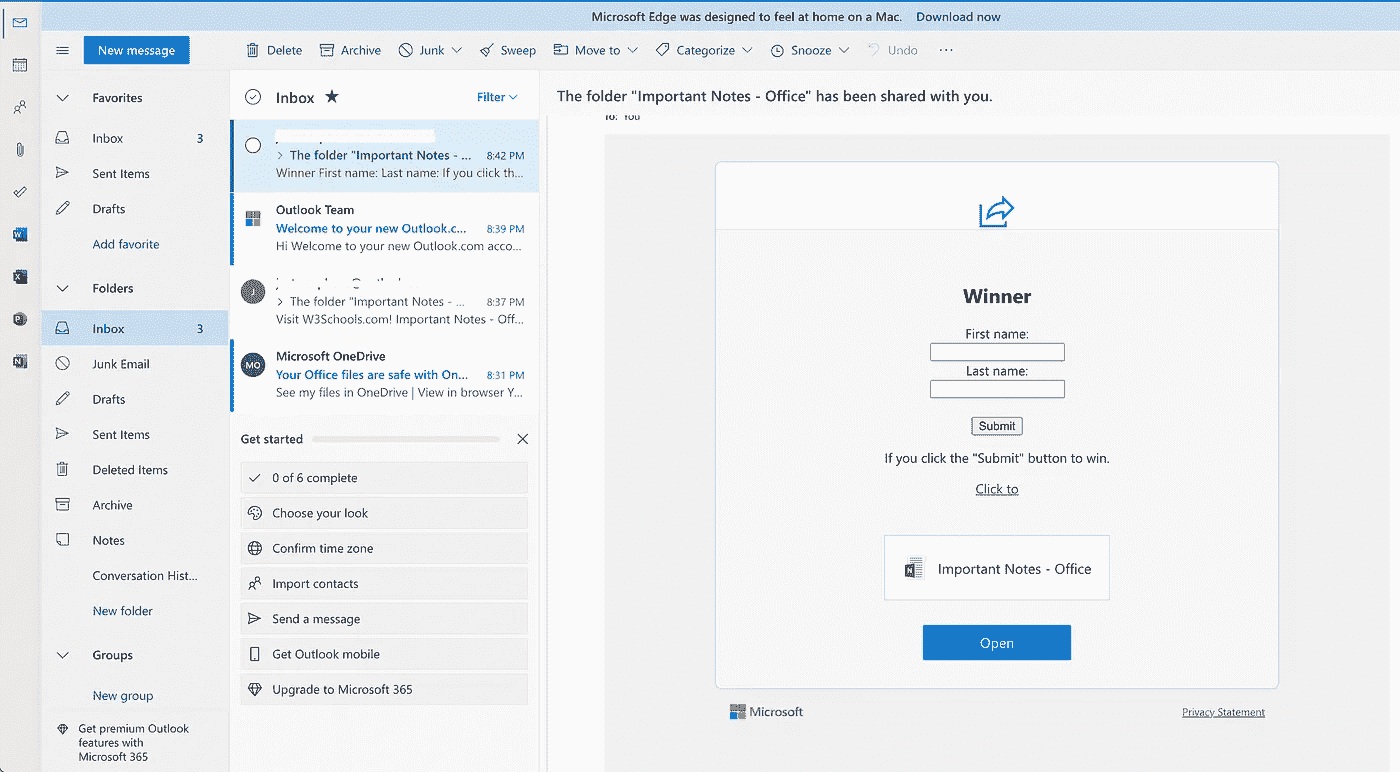 Microsoft Edge was designed to feel at home on a Mac. Download now
New message
Delete
Archive
Junk
Sweep
Move to
Categorize
Snooze
Undo
Favorites
Inbox 3
Sent Items
Drafts
Add favorite
Folders
Inbox 3
Junk Email
Drafts
Sent Items
Deleted Items
Archive
Notes
Conversation Hist...
New folder
Groups
New group
Get premium Outlook
features with
Microsoft 365
Inbox
Filter
The folder "Important Notes - ... 8:42 PM
Winner First name: Last name: If you click th...
Outlook Team
Welcome to your new Outlook.c... 8:39 PM
Hi Welcome to your new Outlook.com acco...
J
The folder "Important Notes - ... 8:37 PM
Visit W3Schools.com! Important Notes - Off...
MO
Microsoft OneDrive
Your Office files are safe with On... 8:31 PM
See my files in OneDrive | View in browser Y...
Get started
0 of 6 complete
Choose your look
Confirm time zone
Import contacts
Send a message
Get Outlook mobile
Upgrade to Microsoft 365
The folder "Important Notes - Office" has been shared with you.
To: You
Winner
First name:
Last name:
Submit
If you click the "Submit" button to win.
Click to
Important Notes - Office
Open
Microsoft
Privacy Statement